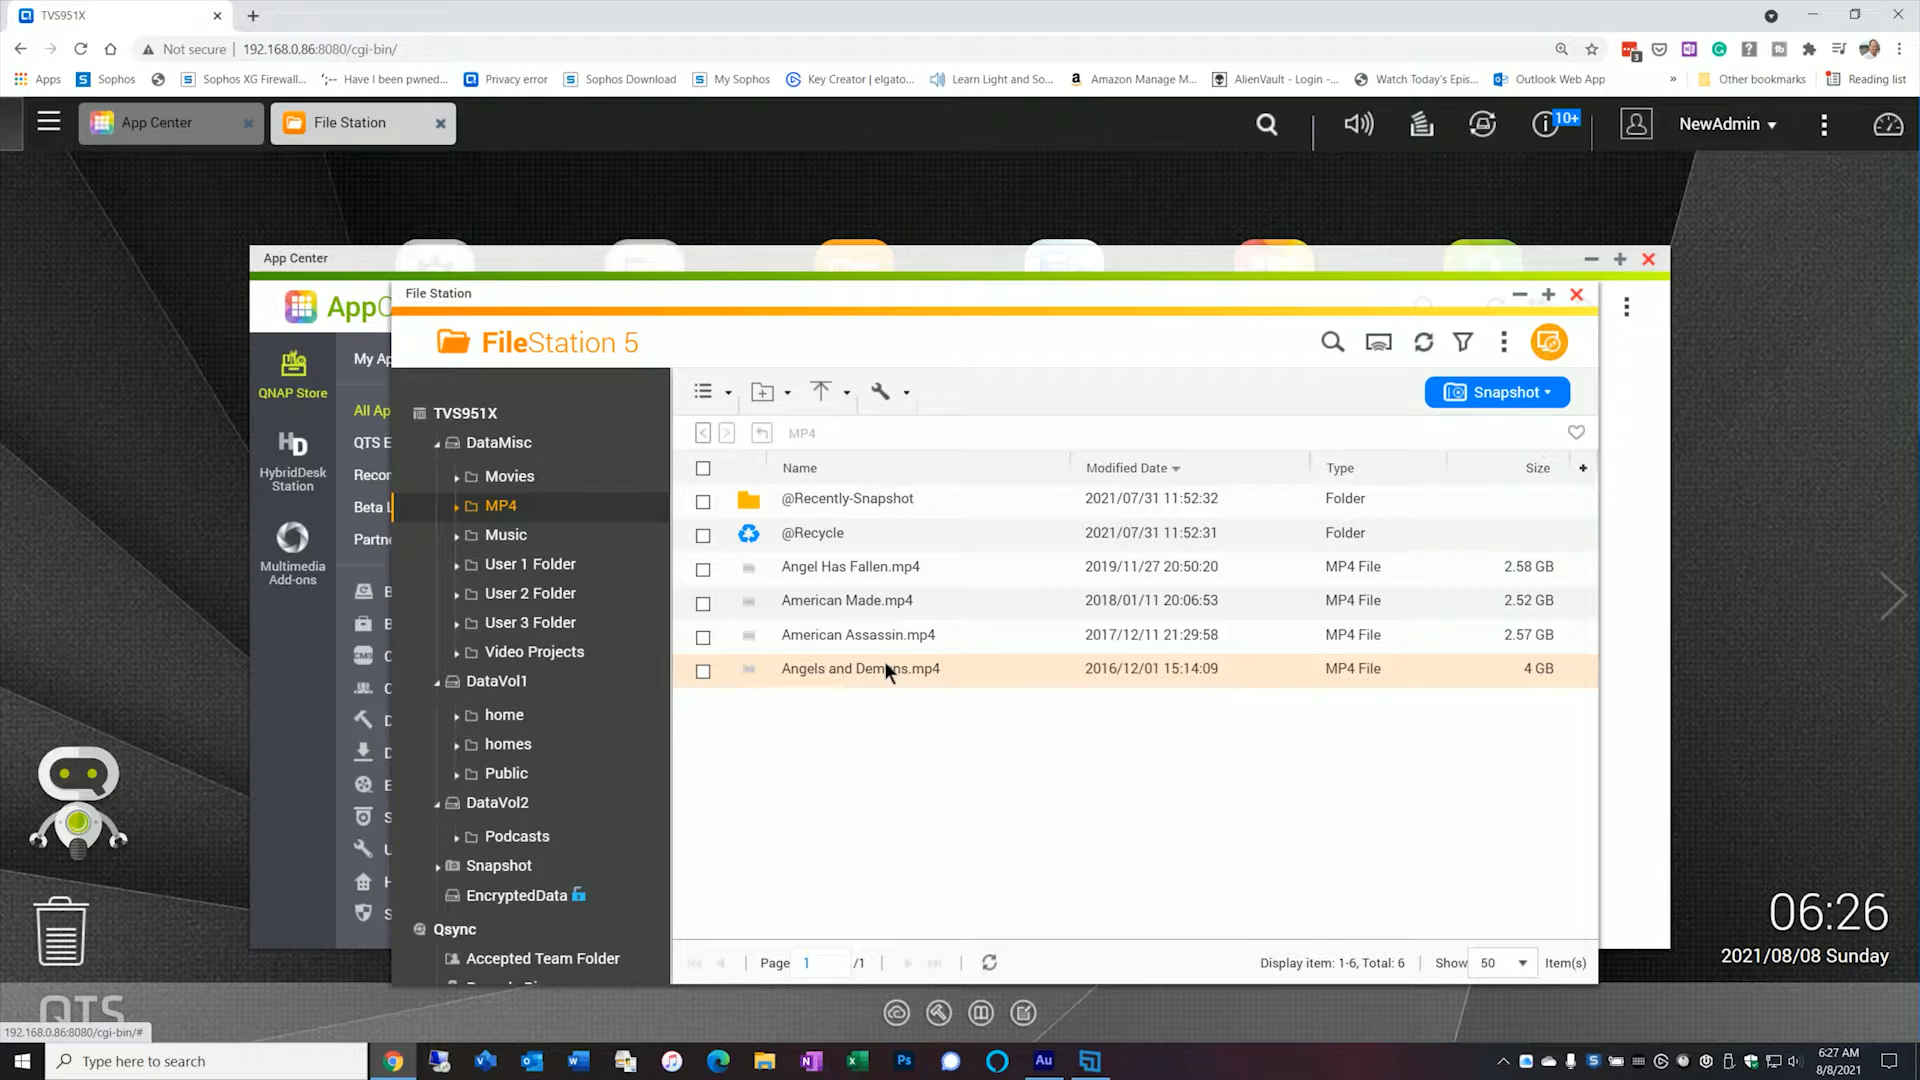 TVS951X
Not secure | 192.168.0.86:8080/cgi-bin/
3
Apps
Sophos
Sophos XG Firewall...
Have I been pwned...
Privacy error
Sophos Download
My Sophos
Key Creator | elgato...
Learn Light and So...
Amazon Manage M...
AlienVault - Login -...
Watch Today's Epis...
Outlook Web App
»
Other bookmarks
Reading list
App Center
File Station
10+
NewAdmin
App Center
File Station
AppC
FileStation 5
QNAP Store
HD
HybridDesk Station
Multimedia Add-ons
My Ap
All Ap
QTS E
Recor
Beta L
Partne
CMS
TVS951X
DataMisc
Movies
MP4
Music
User 1 Folder
User 2 Folder
User 3 Folder
Video Projects
DataVol1
home
homes
Public
DataVol2
Podcasts
Snapshot
EncryptedData
Qsync
Accepted Team Folder
Snapshot
MP4
Name Modified Date Type Size
@Recently-Snapshot 2021/07/31 11:52:32 Folder
@Recycle 2021/07/31 11:52:31 Folder
Angel Has Fallen.mp4 2019/11/27 20:50:20 MP4 File 2.58 GB
American Made.mp4 2018/01/11 20:06:53 MP4 File 2.52 GB
American Assassin.mp4 2017/12/11 21:29:58 MP4 File 2.57 GB
Angels and Demons.mp4 2016/12/01 15:14:09 MP4 File 4 GB
Page 1 /1
Display item: 1-6, Total: 6 | Show 50 Item(s)
06:26
2021/08/08 Sunday
QTS
192.168.0.86:8080/cgi-bin/#
Type here to search
6:27 AM
8/8/2021